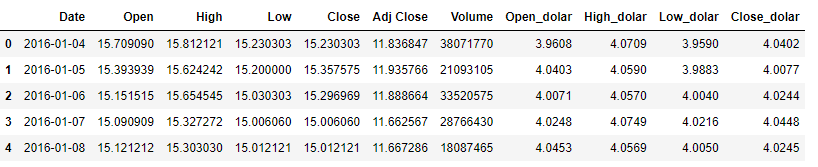 Date Open High Low Close Adj Close Volume Open_dolar High_dolar Low_dolar Close_dolar
0 2016-01-04 15.709090 15.812121 15.230303 15.230303 11.836847 38071770 3.9608 4.0709 3.9590 4.0402
1 2016-01-05 15.393939 15.624242 15.200000 15.357575 11.935766 21093105 4.0403 4.0590 3.9883 4.0077
2 2016-01-06 15.151515 15.654545 15.030303 15.296969 11.888664 33520575 4.0071 4.0570 4.0040 4.0244
3 2016-01-07 15.090909 15.327272 15.006060 15.006060 11.662567 28766430 4.0248 4.0749 4.0216 4.0448
4 2016-01-08 15.121212 15.303030 15.012121 15.012121 11.667286 18087465 4.0453 4.0569 4.0050 4.0245